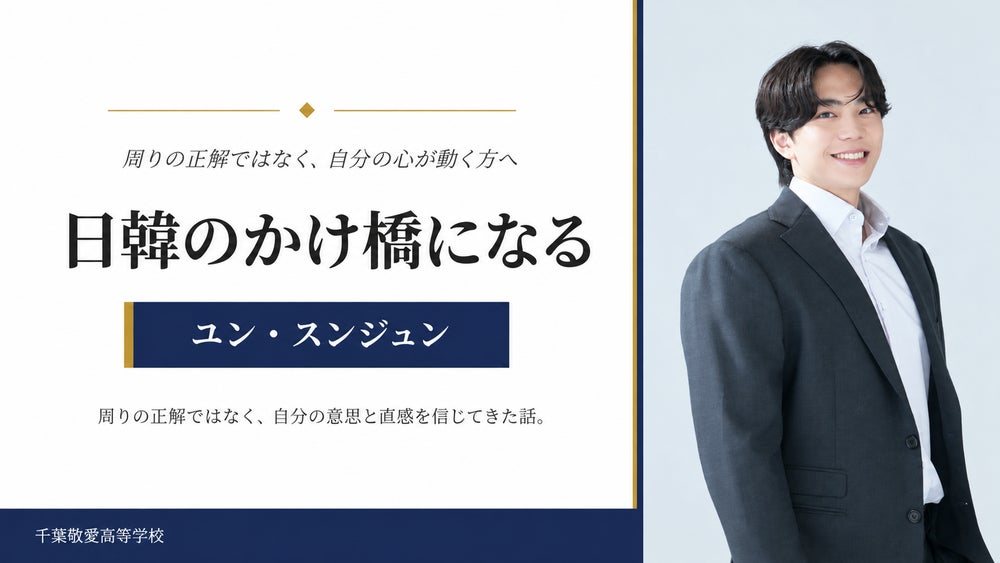 周りの正解ではなく、自分の心が動く方へ
日韓のかけ橋になる
ユン・スンジュン
周りの正解ではなく、自分の意思と直感を信じてきた話。
千葉敬愛高等学校